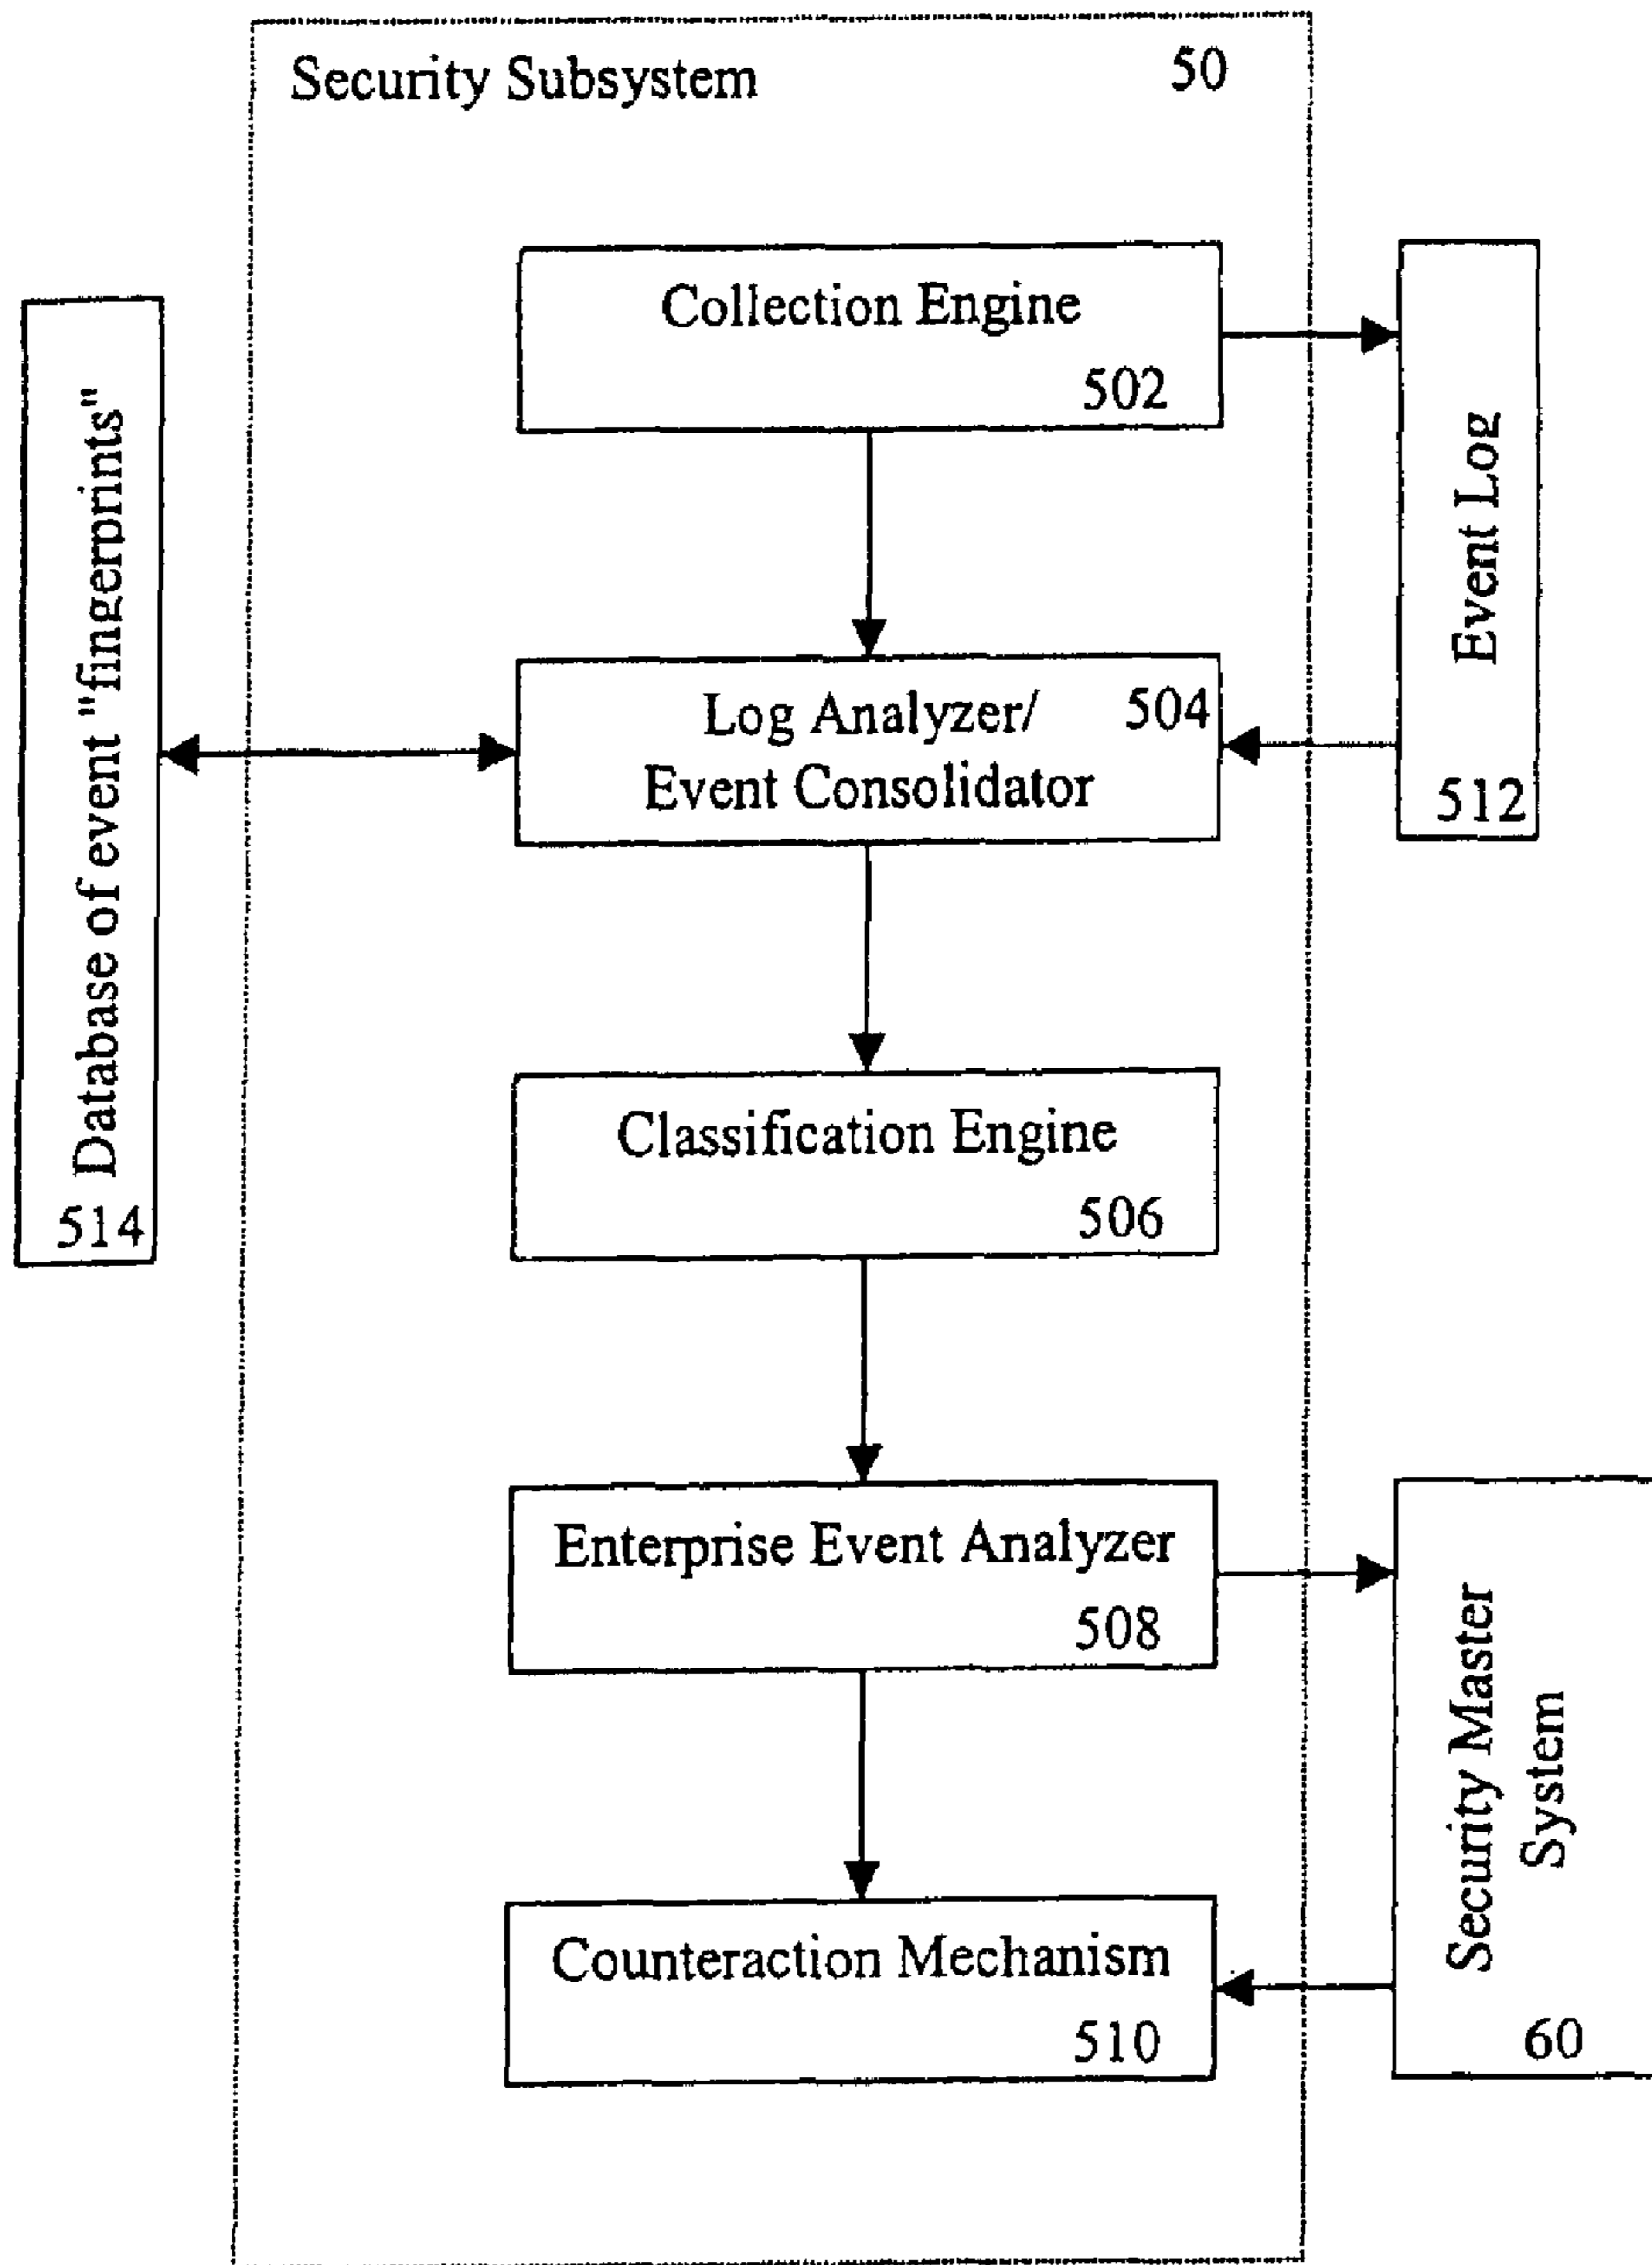 Security Subsystem 50
Collection Engine
502
Event Log
512
Log Analyzer/ 504
Event Consolidator
Database of event "fingerprints"
514
Classification Engine
506
Enterprise Event Analyzer
508
Security Master
System
60
Counteraction Mechanism
510